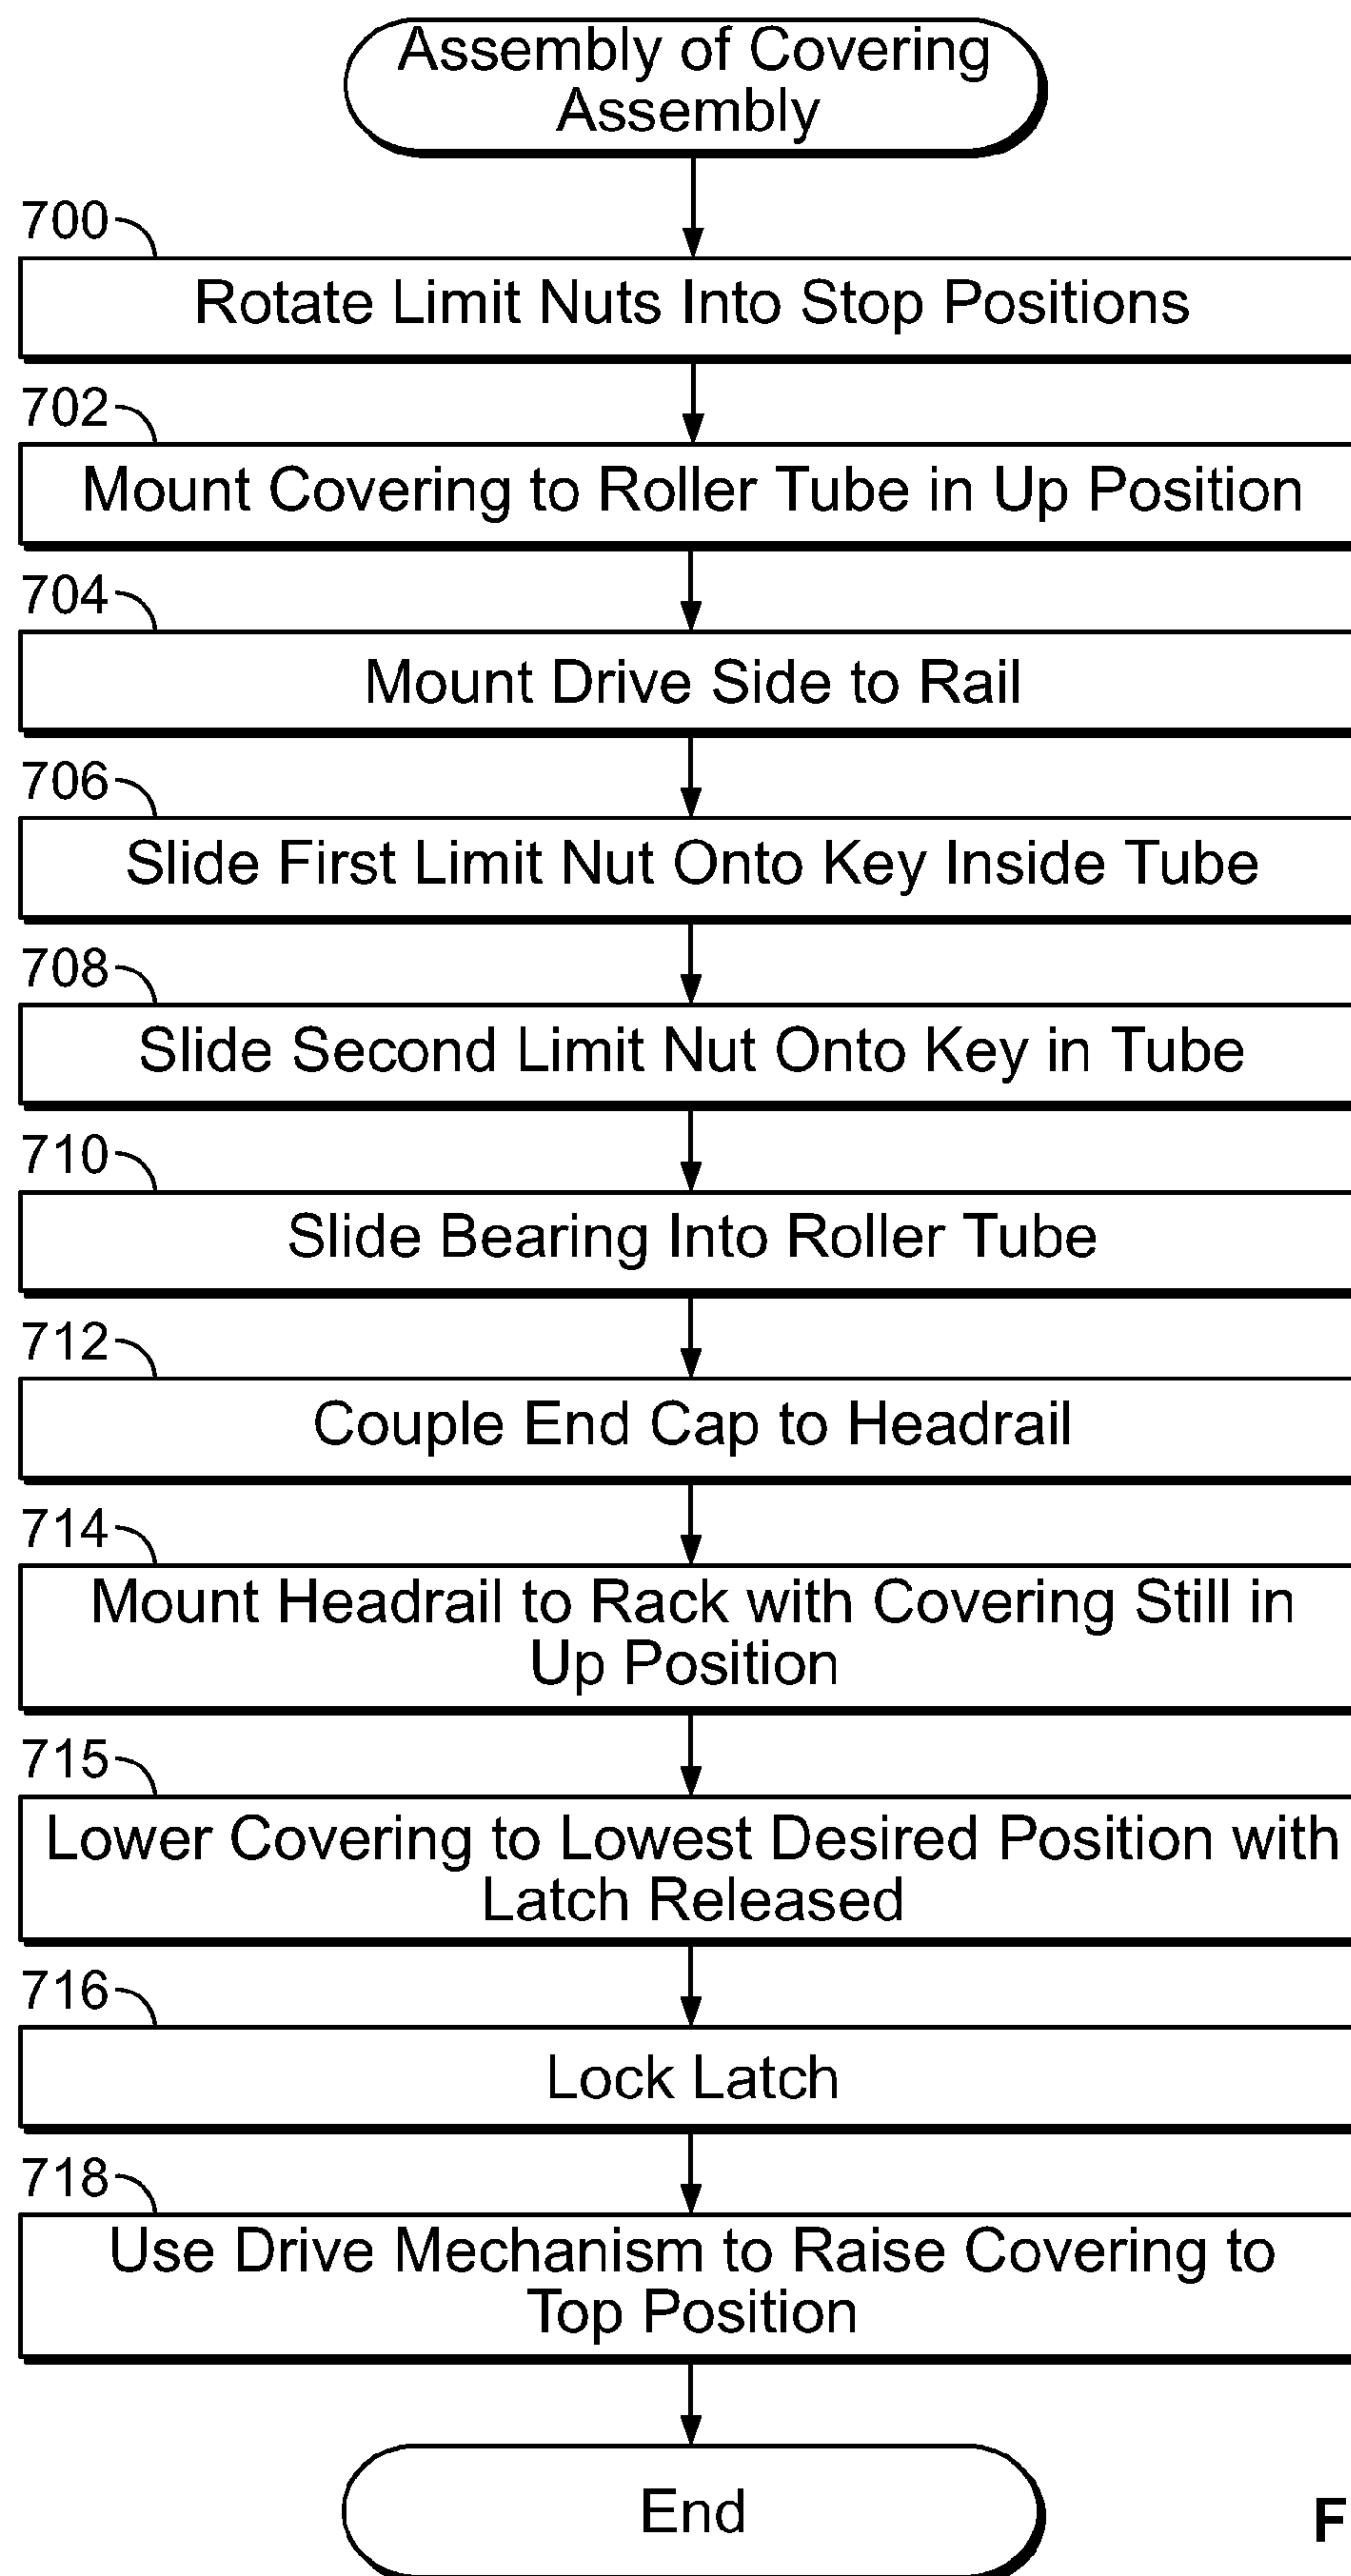 Assembly of Covering
Assembly
700
Rotate Limit Nuts Into Stop Positions
702
Mount Covering to Roller Tube in Up Position
704
Mount Drive Side to Rail
706
Slide First Limit Nut Onto Key Inside Tube
708
Slide Second Limit Nut Onto Key in Tube
710
Slide Bearing Into Roller Tube
712
Couple End Cap to Headrail
714
Mount Headrail to Rack with Covering Still in
Up Position
715
Lower Covering to Lowest Desired Position with
Latch Released
716
Lock Latch
718
Use Drive Mechanism to Raise Covering to
Top Position
End
F